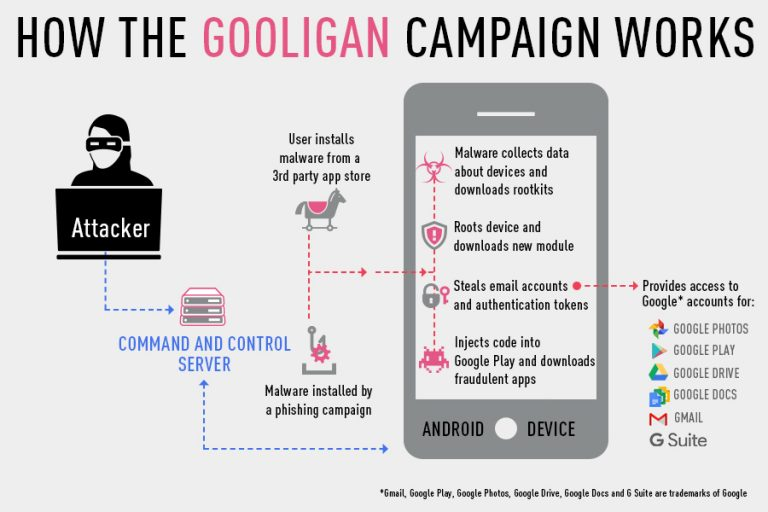 HOW THE GOOLIGAN CAMPAIGN WORKS
Attacker
COMMAND AND CONTROL
SERVER
User installs
malware from a
3rd party app store
Malware installed by
a phishing campaign
Malware collects data
about devices and
downloads rootkits
Roots device and
downloads new module
Steals email accounts
and authentication tokens
Injects code into
Google Play and downloads
fraudulent apps
ANDROID DEVICE
Provides access to
Google* accounts for:
GOOGLE PHOTOS
GOOGLE PLAY
GOOGLE DRIVE
GOOGLE DOCS
GMAIL
G Suite
*Gmail, Google Play, Google Photos, Google Drive, Google Docs and G Suite are trademarks of Google